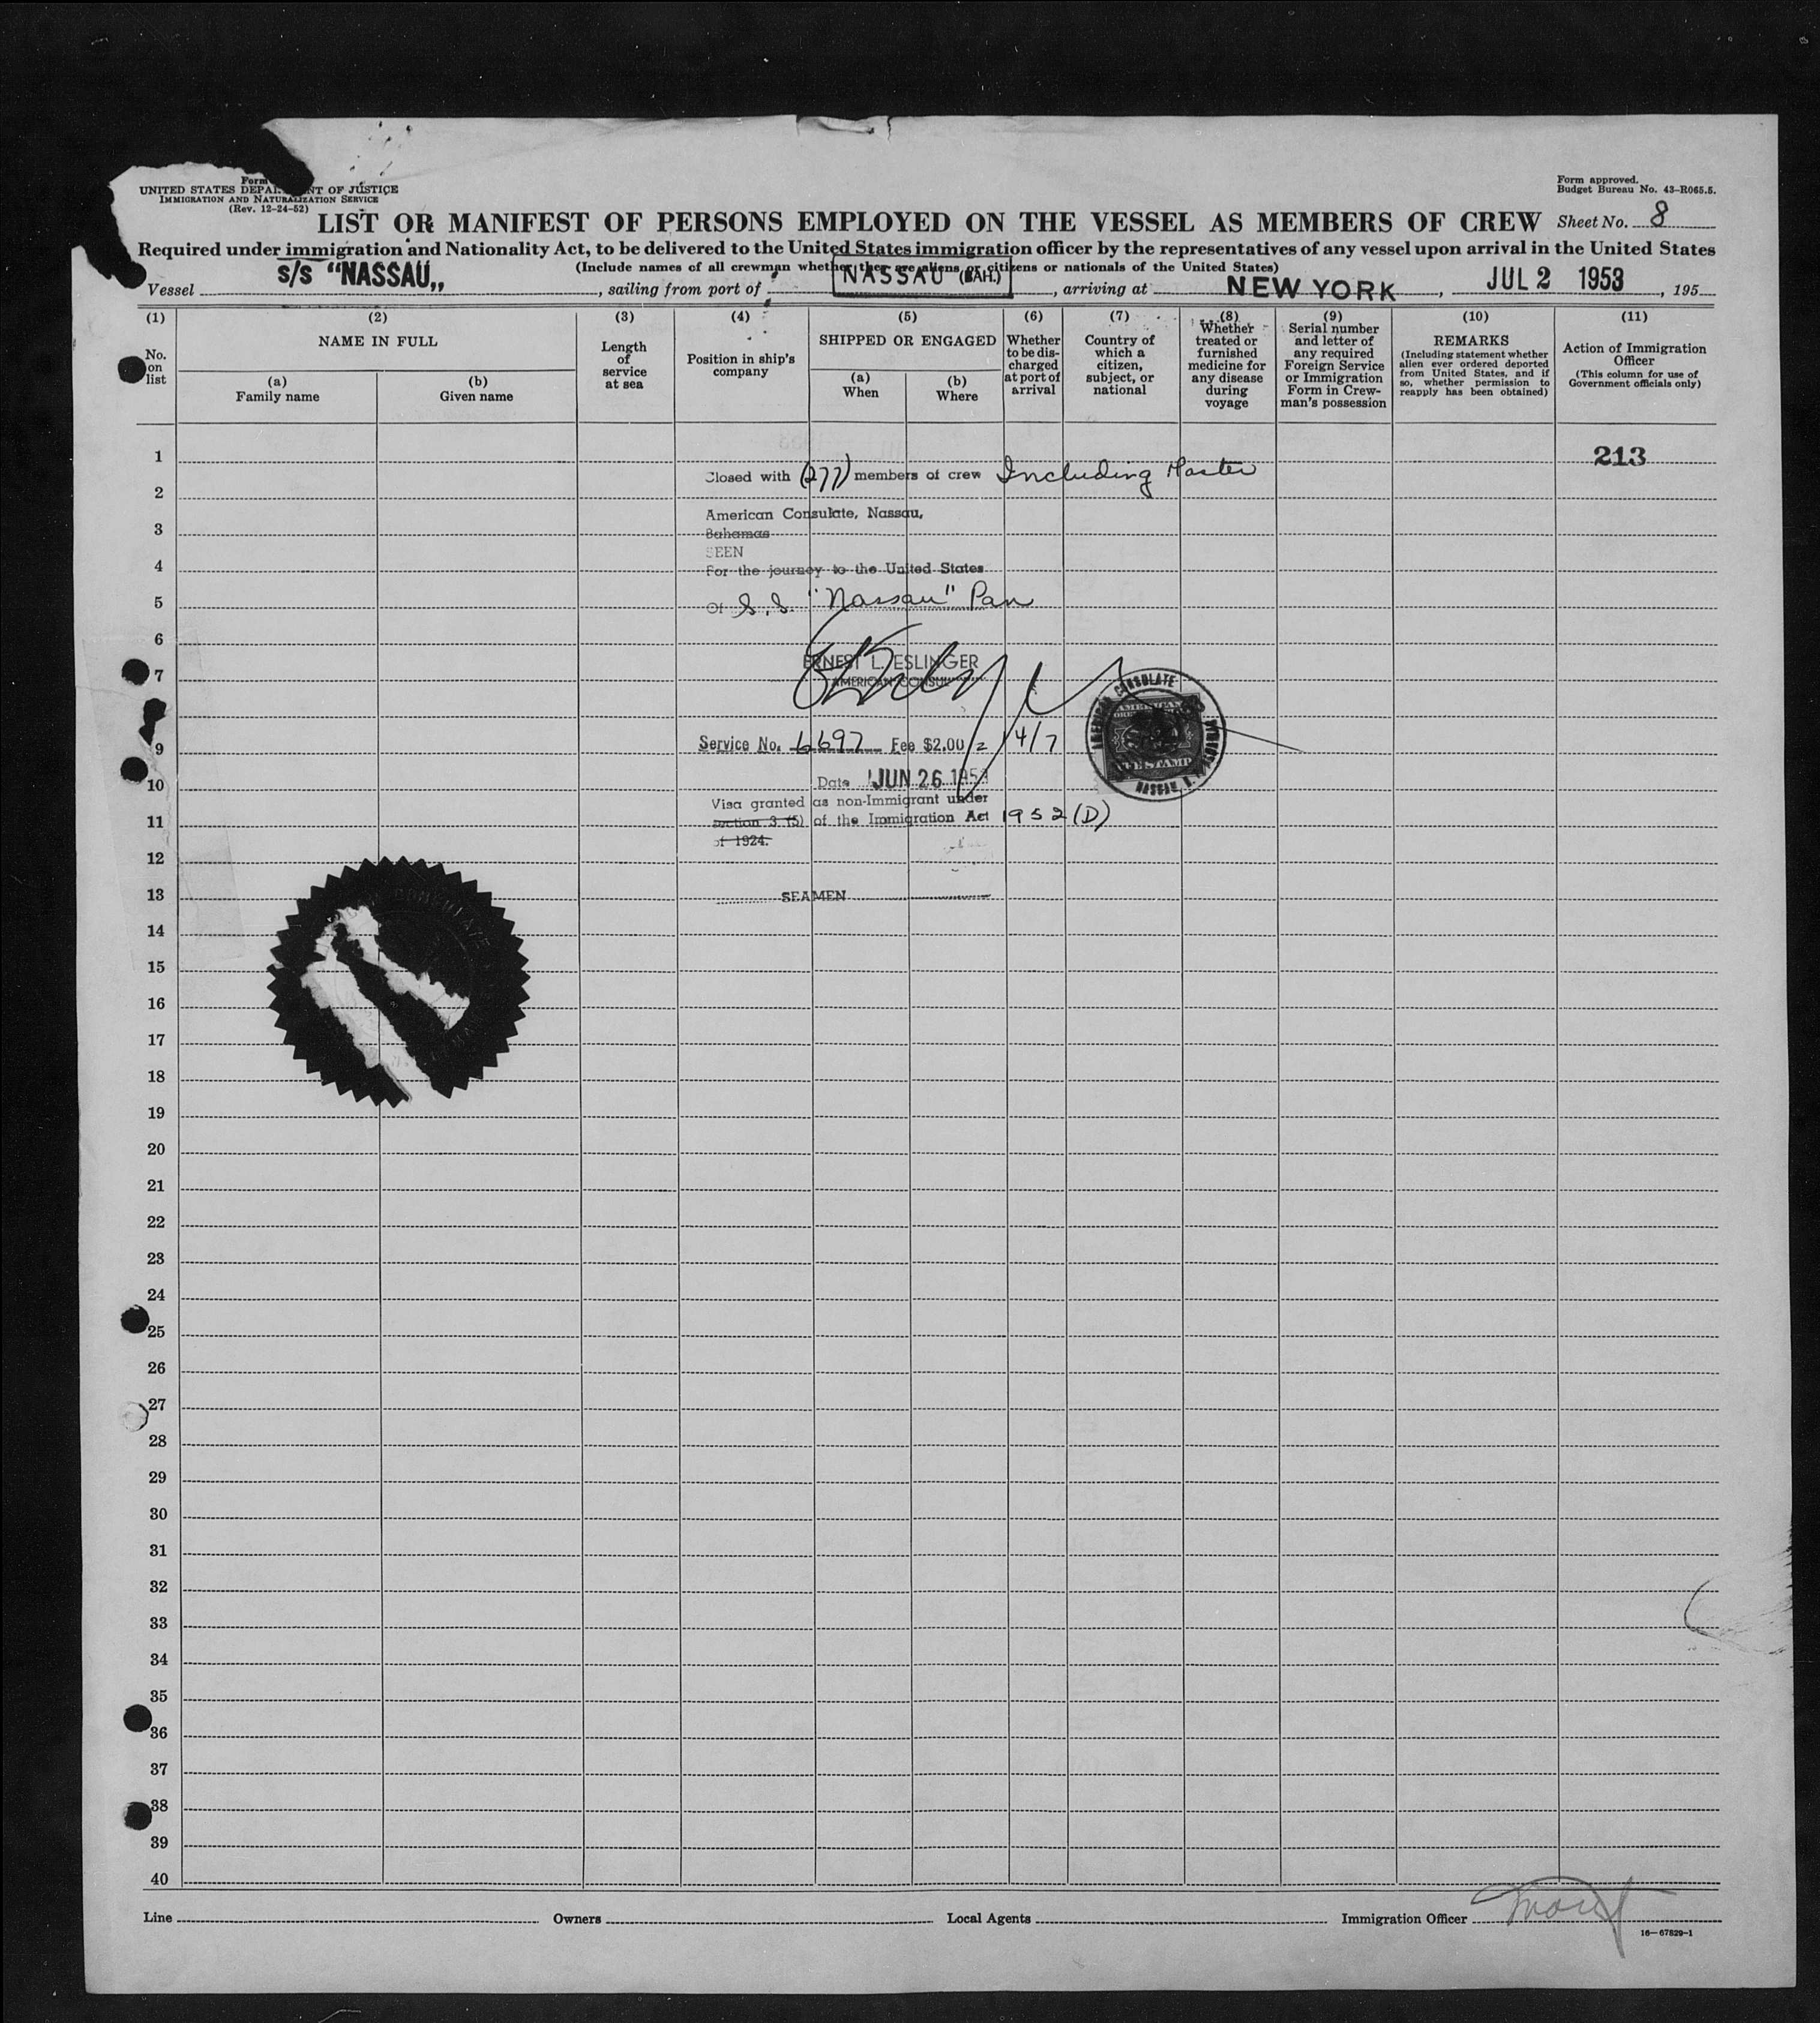 Form
UNITED STATES DEPA NT OF JUSTICE
IMMIGRATION AND NATURALIZATION SERVICE
(Rev. 12-24-52)
Form approved.
Budget Bureau No. 43-R065.5.
LIST OR MANIFEST OF PERSONS EMPLOYED ON THE VESSEL AS MEMBERS OF CREW
Sheet No. 8
Required under immigration and Nationality Act, to be delivered to the United States immigration officer by the representatives of any vessel upon arrival in the United States
(Include names of all crewman whether they are aliens or citizens or nationals of the United States)
Vessel s/s "NASSAU„, sailing from port of NASSAU (BAH.), arriving at NEW YORK, JUL 2 1953, 195
(1) (2) (3) (4) (5) (6) (7) (8) (9) (10) (11)
No. on list
NAME IN FULL
(a) Family name
(b) Given name
Length of service at sea
Position in ship's company
SHIPPED OR ENGAGED
(a) When
(b) Where
Whether to be discharged at port of arrival
Country of which a citizen, subject, or national
Whether treated or furnished medicine for any disease during voyage
Serial number and letter of any required Foreign Service or Immigration Form in Crewman's possession
REMARKS
(Including statement whether alien ever ordered deported from United States, and if so, whether permission to reapply has been obtained)
Action of Immigration Officer
(This column for use of Government officials only)
1
213
Closed with (277) members of crew Including Master
2
American Consulate, Nassau,
3
Bahamas
SEEN
4
For the journey to the United States
5
Of S.S. "Nassau" Pan
6
ERNEST L. ESLINGER
7
AMERICAN CONSUL
AMERICAN CONSULATE
NASSAU, N.
AMERICAN
STAMP
9
Service No. 6697 Fee $2.00 / 2 14/7
10
Date JUN 26 1953
Visa granted as non-Immigrant under
11
section 3 (5) of the Immigration Act 1952 (D)
of 1924.
12
13
SEAMEN
14
15
16
17
18
19
20
21
22
23
24
25
26
27
28
29
30
31
32
33
34
35
36
37
38
39
40
Line Owners Local Agents Immigration Officer
16—67829-1